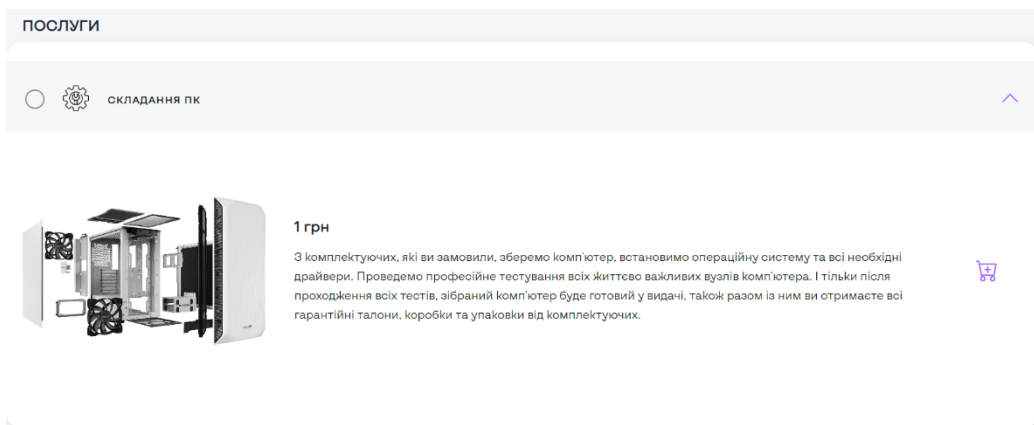 ПОСЛУГИ
СКЛАДАННЯ ПК
1 грн
З комплектуючих, які ви замовили, зберемо комп'ютер, встановимо операційну систему та всі необхідні
драйвери. Проведемо професійне тестування всіх життєво важливих вузлів комп'ютера. І тільки після
проходження всіх тестів, зібраний комп'ютер буде готовий у видачі, також разом із ним ви отримаєте всі
гарантійні талони, коробки та упаковки від комплектуючих.